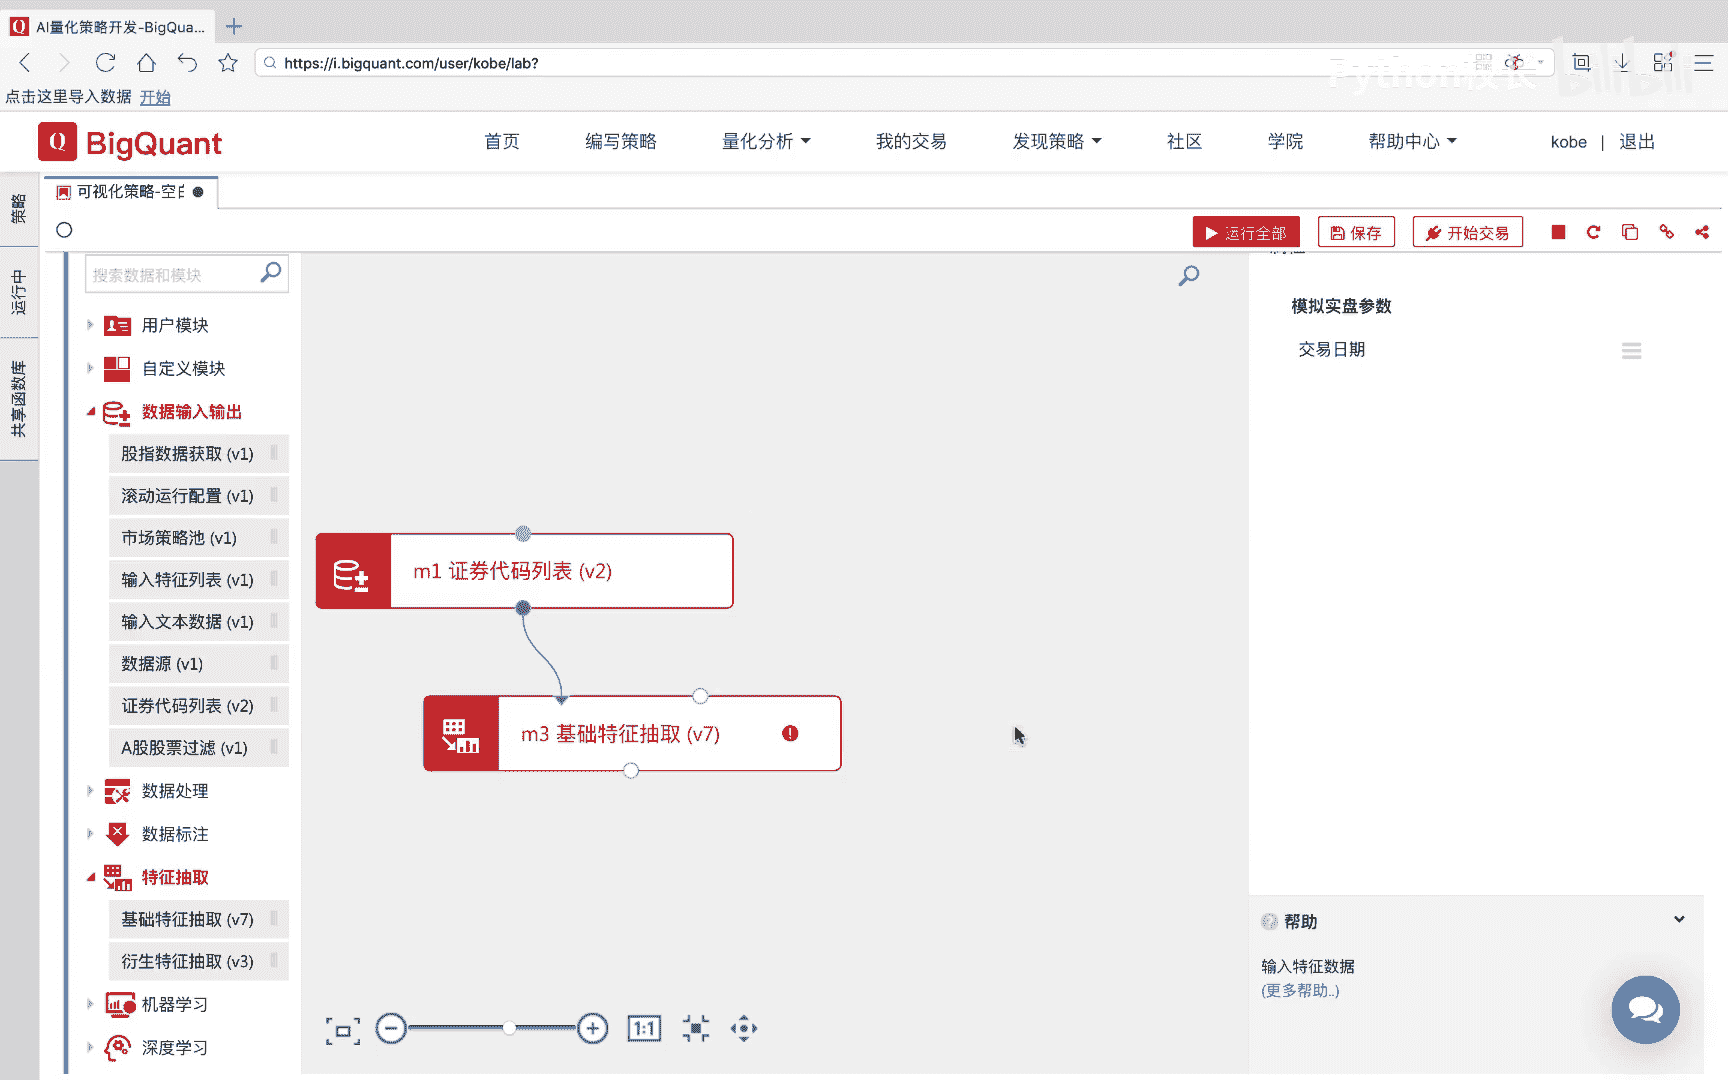 AI量化策略开发-BigQua...
https://i.bigquant.com/user/kobe/lab?
Python
点击这里导入数据 开始
Q BigQuant
首页 编写策略 量化分析 我的交易 发现策略 社区 学院 帮助中心 kobe | 退出
可视化策略-空白
策略
运行中
共享函数库
运行全部 保存 开始交易
搜索数据和模块
用户模块
自定义模块
数据输入输出
股指数据获取 (v1)
滚动运行配置 (v1)
市场策略池 (v1)
输入特征列表 (v1)
输入文本数据 (v1)
数据源 (v1)
证券代码列表 (v2)
A股股票过滤 (v1)
数据处理
数据标注
特征抽取
基础特征抽取 (v7)
衍生特征抽取 (v3)
机器学习
深度学习
m1 证券代码列表 (v2)
m3 基础特征抽取 (v7)
1:1
模拟实盘参数
交易日期
帮助
输入特征数据
(更多帮助..)